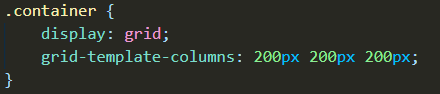 .container {
    display: grid;
    grid-template-columns: 200px 200px 200px;
}